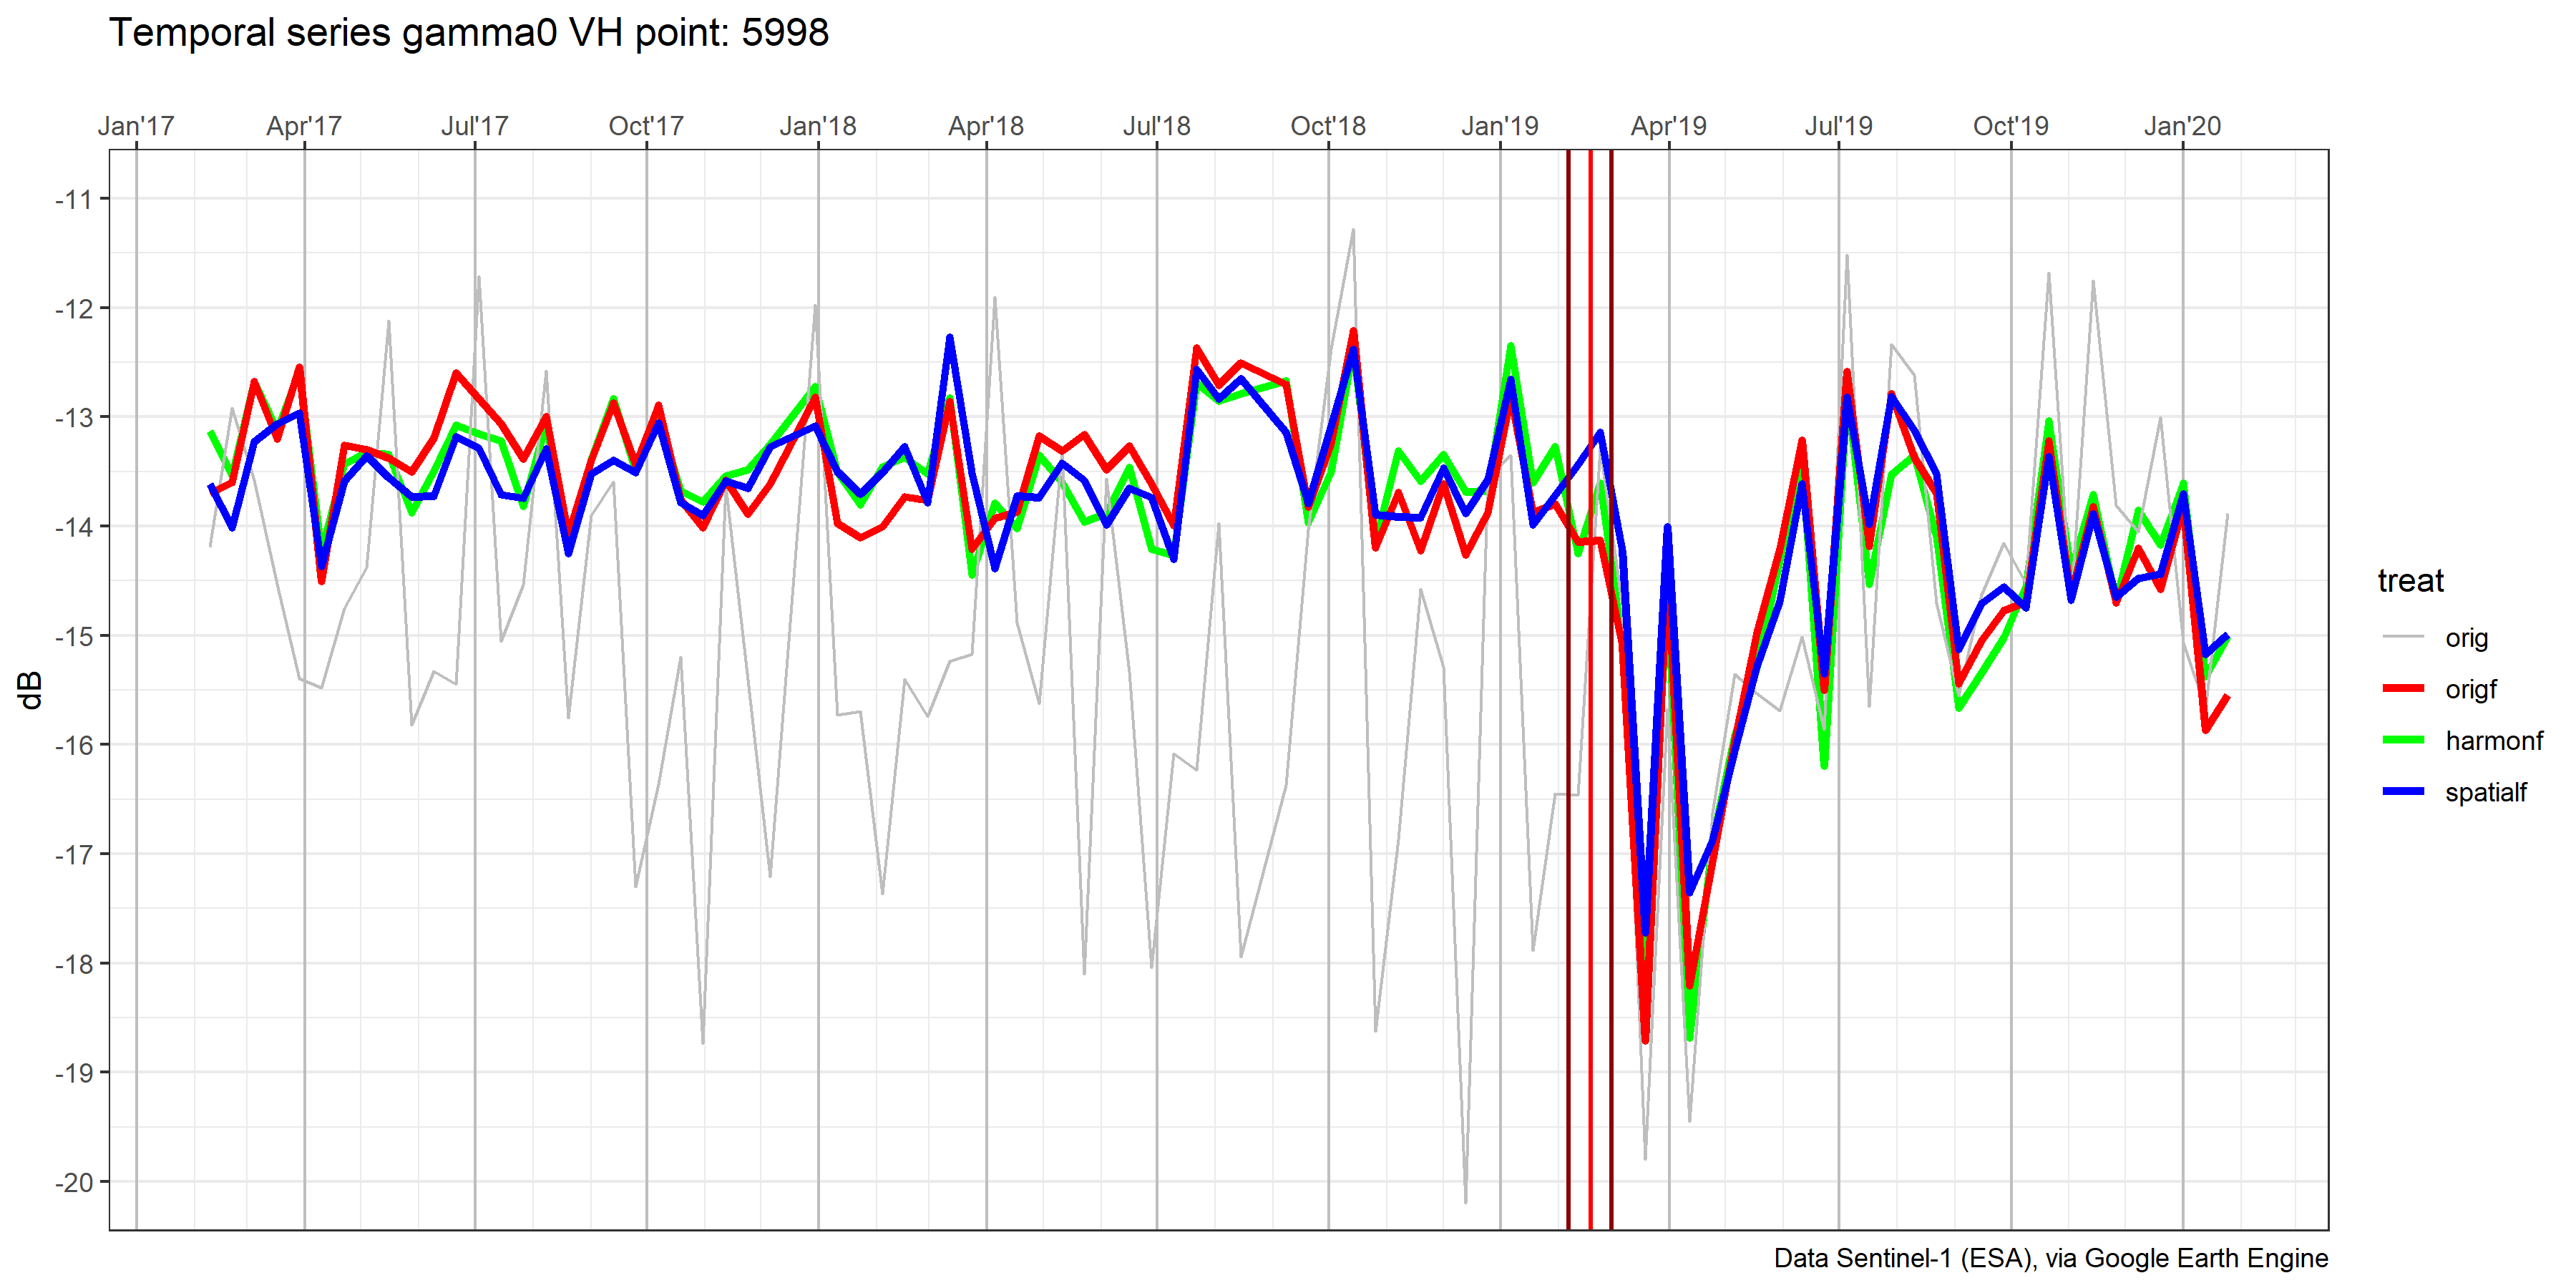 Temporal series gamma0 VH point: 5998
Jan'17 Apr'17 Jul'17 Oct'17 Jan'18 Apr'18 Jul'18 Oct'18 Jan'19 Apr'19 Jul'19 Oct'19 Jan'20
-11
-12
-13
-14
-15
-16
-17
-18
-19
-20
dB
treat
orig
origf
harmonf
spatialf
Data Sentinel-1 (ESA), via Google Earth Engine